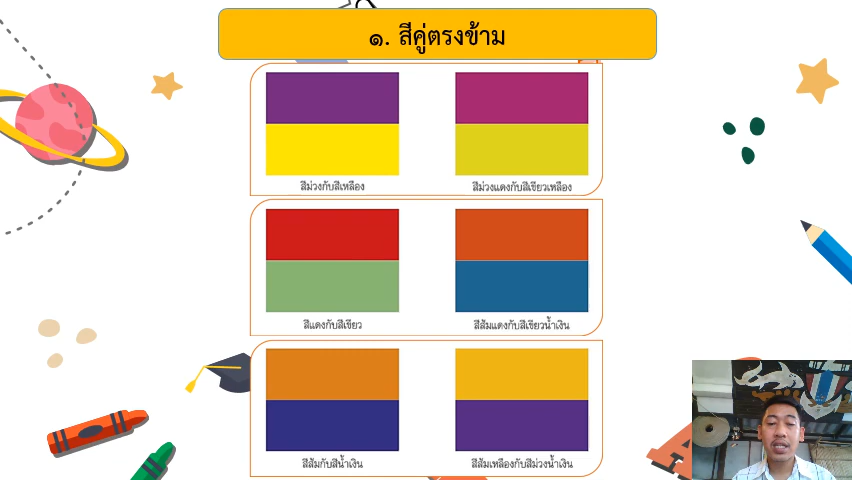 ๑. สีคู่ตรงข้าม
สีม่วงกับสีเหลือง
สีม่วงแดงกับสีเขียวเหลือง
สีแดงกับสีเขียว
สีส้มแดงกับสีเขียวน้ำเงิน
สีส้มกับสีน้ำเงิน
สีส้มเหลืองกับสีม่วงน้ำเงิน